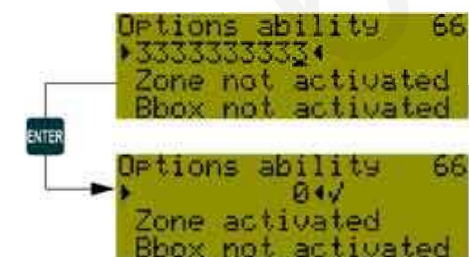 Options ability 66
▶3333333333◀
Zone not activated
Bbox not activated
ENTER
Options ability 66
▶ 0◀√
Zone activated
Bbox not activated